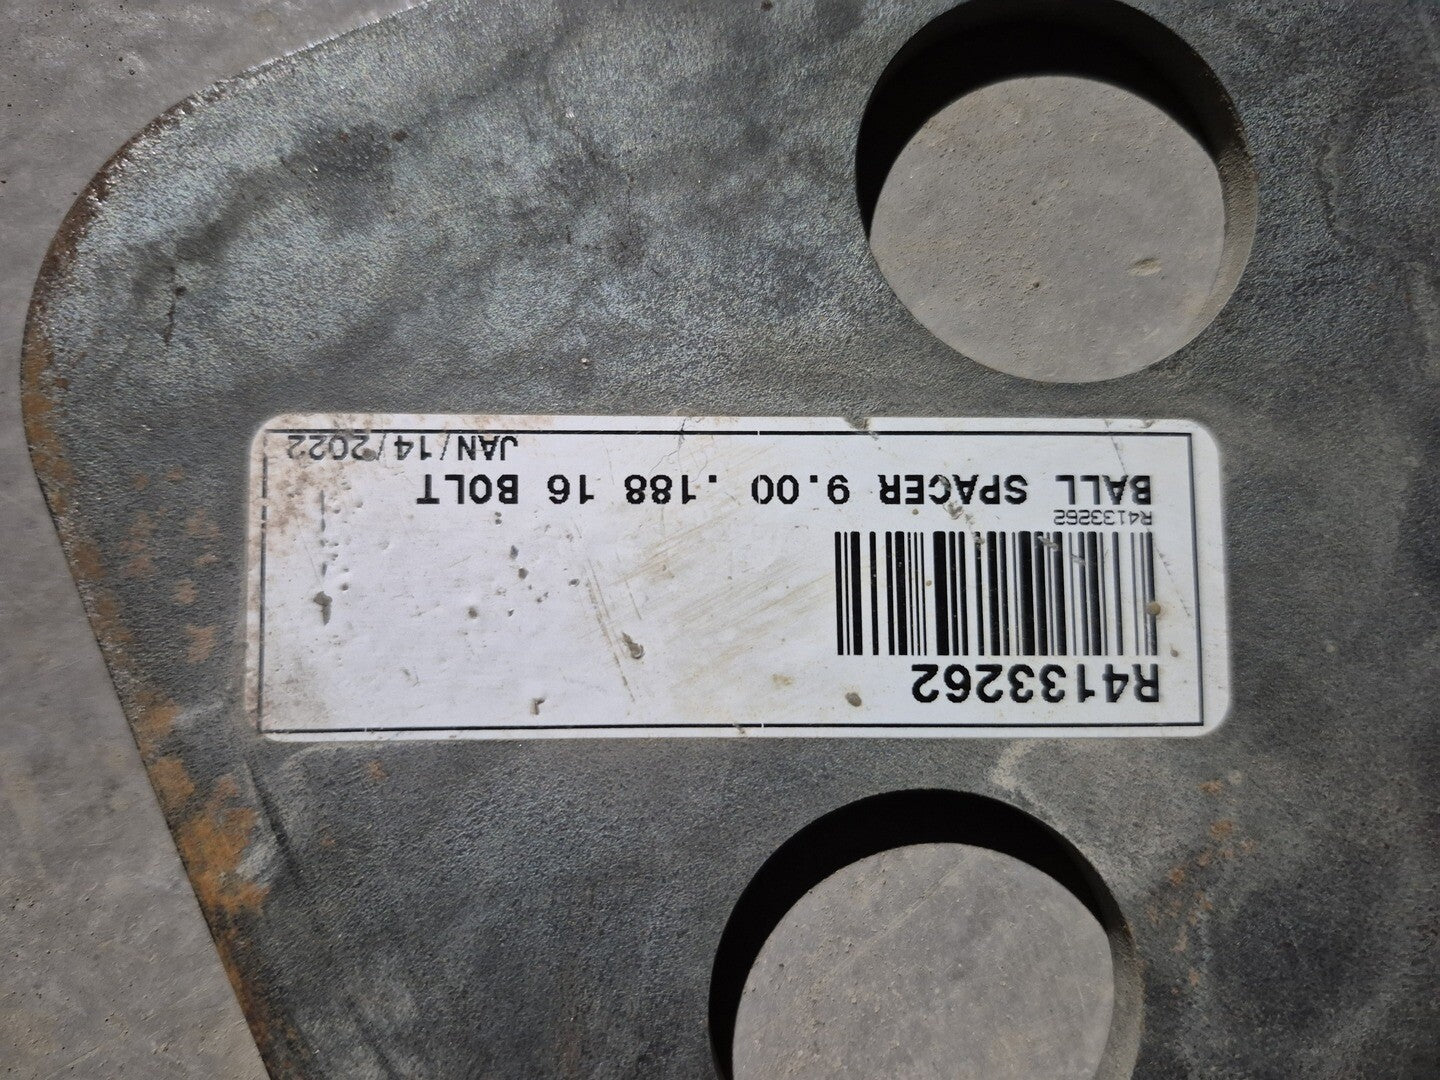 R4133262
R4133262
BALL SPACER 9.00 .188 16 BOLT
JAN/14/2022